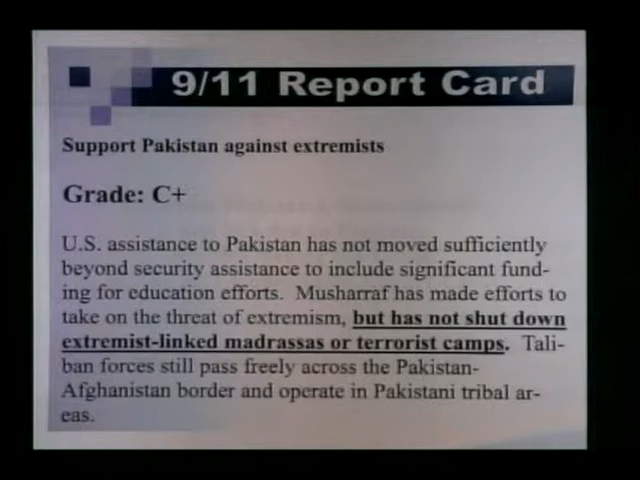 9/11 Report Card
Support Pakistan against extremists
Grade: C+
U.S. assistance to Pakistan has not moved sufficiently
beyond security assistance to include significant fund-
ing for education efforts. Musharraf has made efforts to
take on the threat of extremism, but has not shut down
extremist-linked madrassas or terrorist camps. Tali-
ban forces still pass freely across the Pakistan-
Afghanistan border and operate in Pakistani tribal ar-
eas.